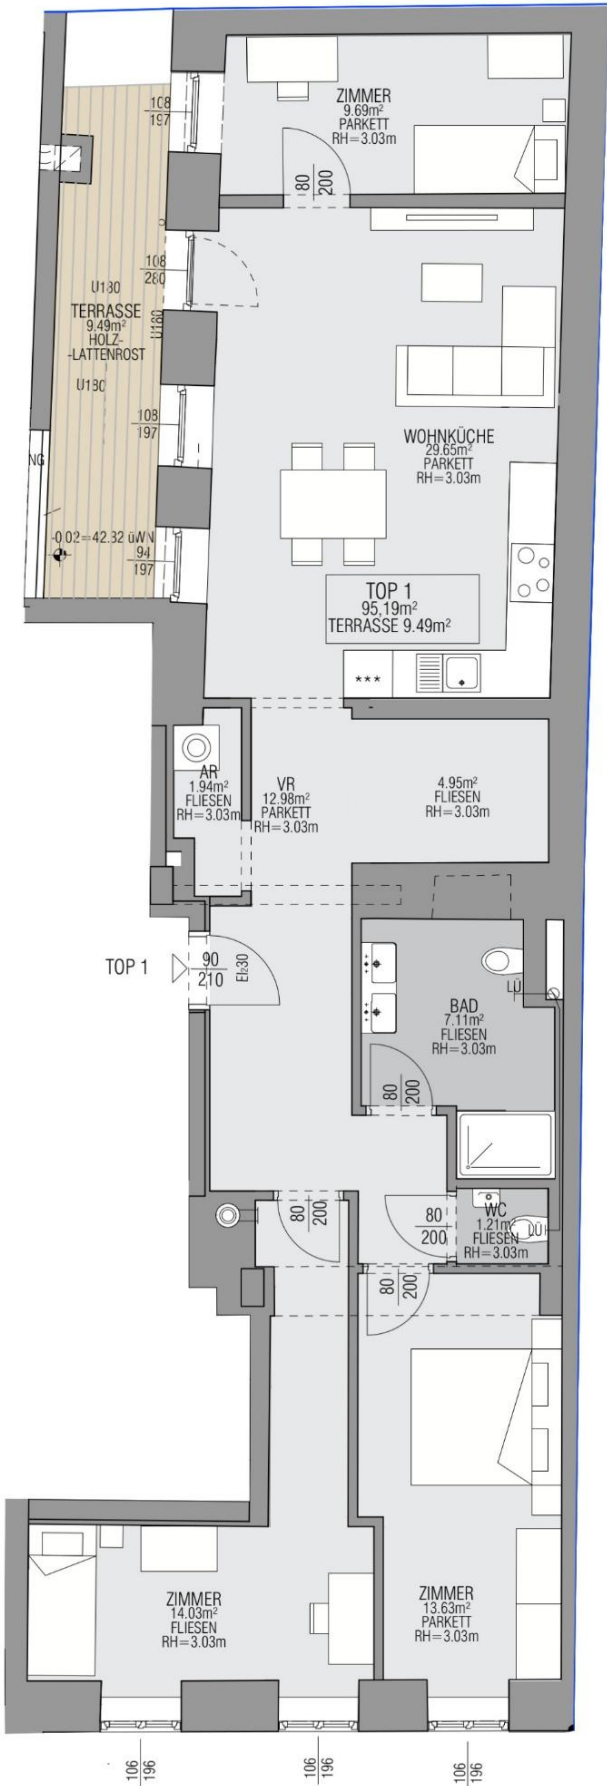 108
197
ZIMMER
9.69m²
PARKETT
RH=3.03m
80
200
108
280
U180
TERRASSE
9.49m²
HOLZ-
-LATTENROST
U180
U180
108
197
WOHNKÜCHE
29.65m²
PARKETT
RH=3.03m
NG
-0.02=42.32 üWN
94
197
TOP 1
95,19m²
TERRASSE 9.49m²
***
AR
1.94m²
FLIESEN
RH=3.03m
VR
12.98m²
PARKETT
RH=3.03m
4.95m²
FLIESEN
RH=3.03m
TOP 1
90
210
EI₂30
BAD
7.11m²
FLIESEN
RH=3.03m
LÜ
80
200
80
200
80
200
WC
1.21m²
FLIESEN
RH=3.03m
LÜ
80
200
ZIMMER
14.03m²
FLIESEN
RH=3.03m
ZIMMER
13.63m²
PARKETT
RH=3.03m
106
196
106
196
106
196